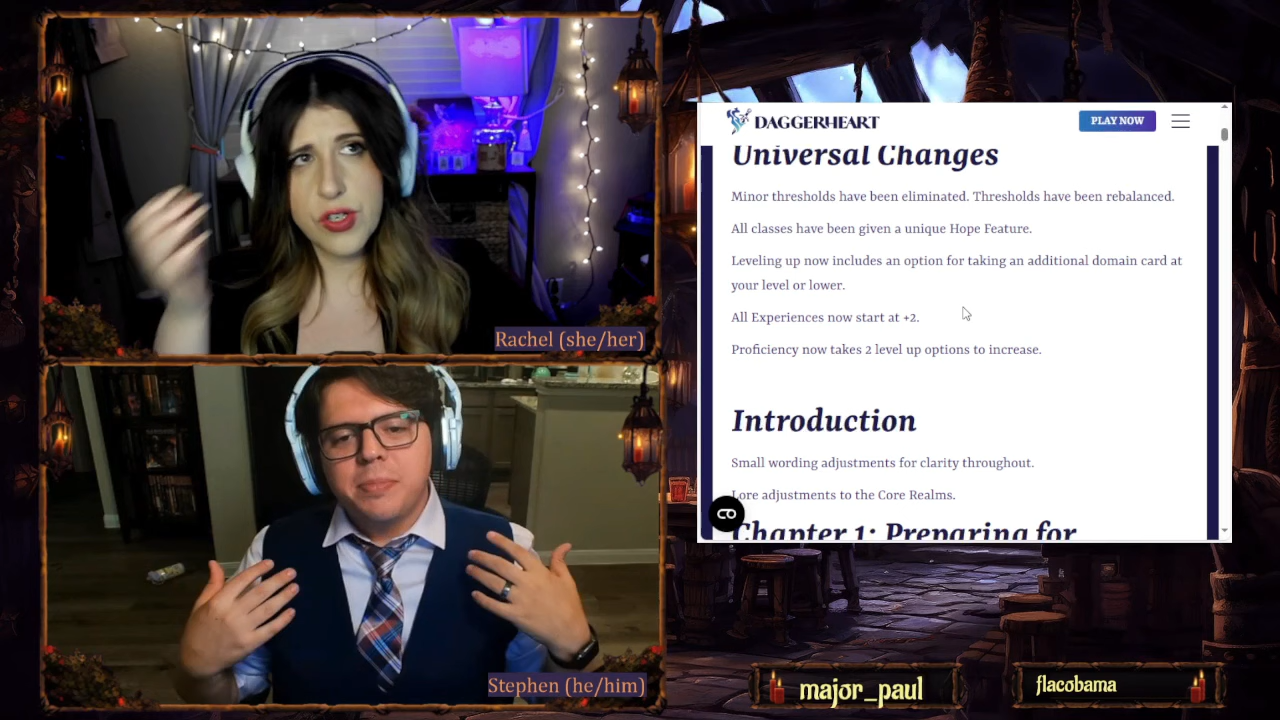 Rachel (she/her)
Stephen (he/him)
DAGGERHEART
PLAY NOW
Universal Changes
Minor thresholds have been eliminated. Thresholds have been rebalanced.
All classes have been given a unique Hope Feature.
Leveling up now includes an option for taking an additional domain card at
your level or lower.
All Experiences now start at +2.
Proficiency now takes 2 level up options to increase.
Introduction
Small wording adjustments for clarity throughout.
Lore adjustments to the Core Realms.
Chapter 1: Preparing for
major_paul
flacobama